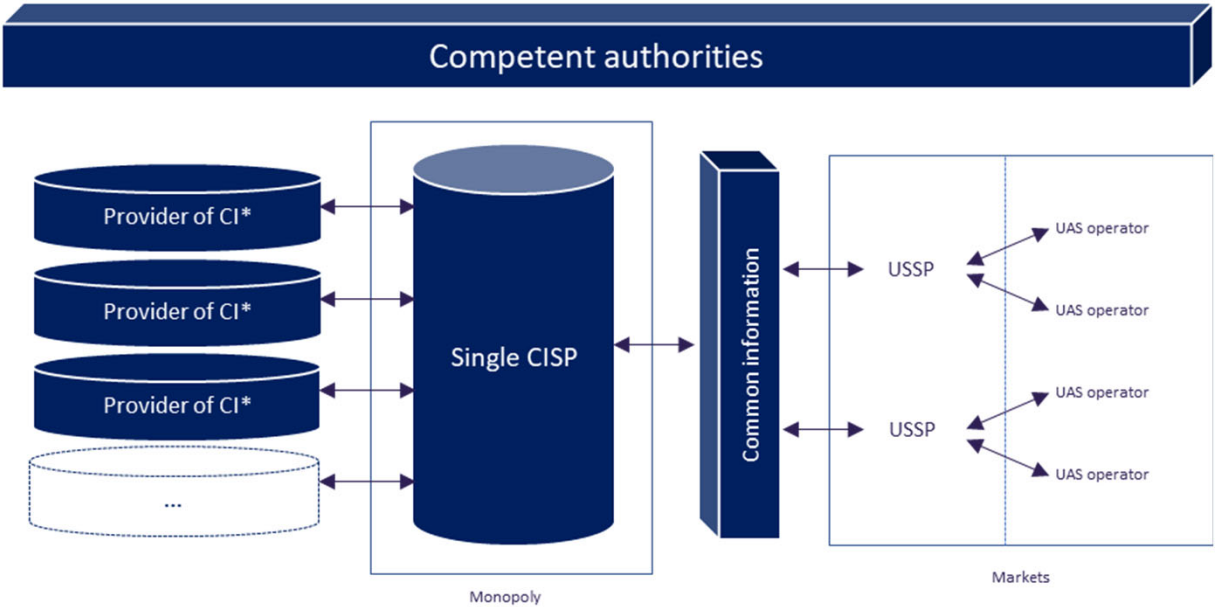 Competent authorities
Provider of CI*
Provider of CI*
Provider of CI*
...
Single CISP
Monopoly
Common information
USSP
UAS operator
UAS operator
USSP
UAS operator
UAS operator
Markets